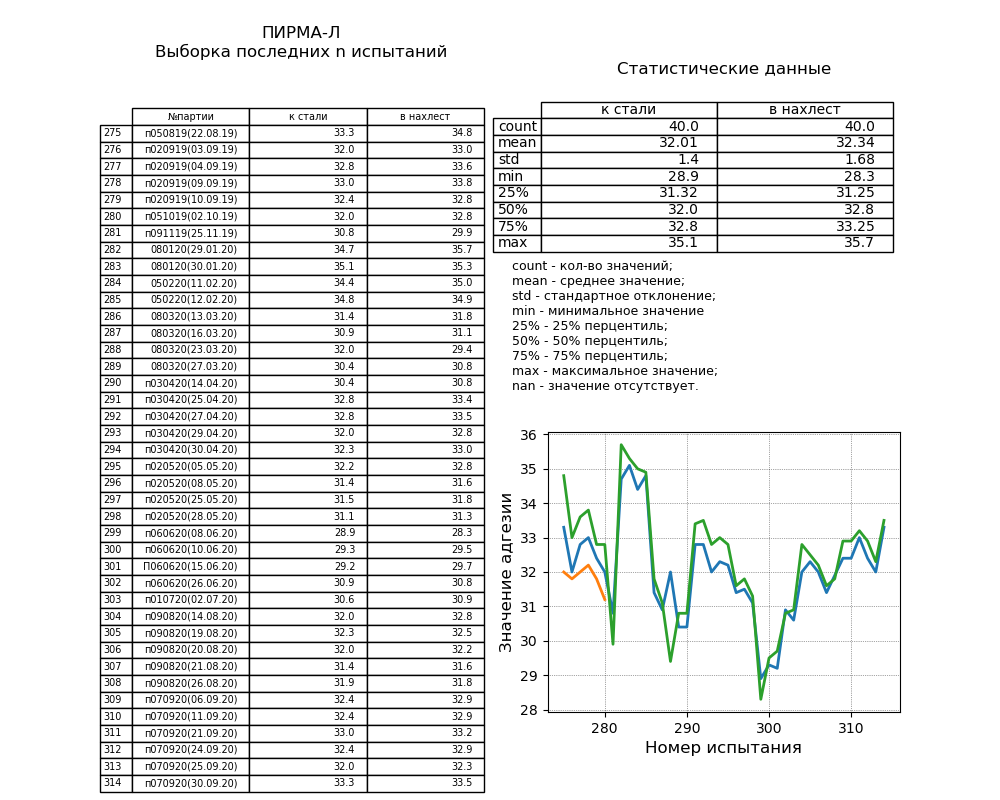 ПИРМА-Л
Выборка последних n испытаний
№партии к стали в нахлест
275 п050819(22.08.19) 33.3 34.8
276 п020919(03.09.19) 32.0 33.0
277 п020919(04.09.19) 32.8 33.6
278 п020919(09.09.19) 33.0 33.8
279 п020919(10.09.19) 32.4 32.8
280 п051019(02.10.19) 32.0 32.8
281 п091119(25.11.19) 30.8 29.9
282 080120(29.01.20) 34.7 35.7
283 080120(30.01.20) 35.1 35.3
284 050220(11.02.20) 34.4 35.0
285 050220(12.02.20) 34.8 34.9
286 080320(13.03.20) 31.4 31.8
287 080320(16.03.20) 30.9 31.1
288 080320(23.03.20) 32.0 29.4
289 080320(27.03.20) 30.4 30.8
290 п030420(14.04.20) 30.4 30.8
291 п030420(25.04.20) 32.8 33.4
292 п030420(27.04.20) 32.8 33.5
293 п030420(29.04.20) 32.0 32.8
294 п030420(30.04.20) 32.3 33.0
295 п020520(05.05.20) 32.2 32.8
296 п020520(08.05.20) 31.4 31.6
297 п020520(25.05.20) 31.5 31.8
298 п020520(28.05.20) 31.1 31.3
299 п060620(08.06.20) 28.9 28.3
300 п060620(10.06.20) 29.3 29.5
301 П060620(15.06.20) 29.2 29.7
302 п060620(26.06.20) 30.9 30.8
303 п010720(02.07.20) 30.6 30.9
304 п090820(14.08.20) 32.0 32.8
305 п090820(19.08.20) 32.3 32.5
306 п090820(20.08.20) 32.0 32.2
307 п090820(21.08.20) 31.4 31.6
308 п090820(26.08.20) 31.9 31.8
309 п070920(06.09.20) 32.4 32.9
310 п070920(11.09.20) 32.4 32.9
311 п070920(21.09.20) 33.0 33.2
312 п070920(24.09.20) 32.4 32.9
313 п070920(25.09.20) 32.0 32.3
314 п070920(30.09.20) 33.3 33.5
Статистические данные
к стали в нахлест
count 40.0 40.0
mean 32.01 32.34
std 1.4 1.68
min 28.9 28.3
25% 31.32 31.25
50% 32.0 32.8
75% 32.8 33.25
max 35.1 35.7
count - кол-во значений;
mean - среднее значение;
std - стандартное отклонение;
min - минимальное значение
25% - 25% перцентиль;
50% - 50% перцентиль;
75% - 75% перцентиль;
max - максимальное значение;
nan - значение отсутствует.
Значение адгезии
36
35
34
33
32
31
30
29
28
280 290 300 310
Номер испытания